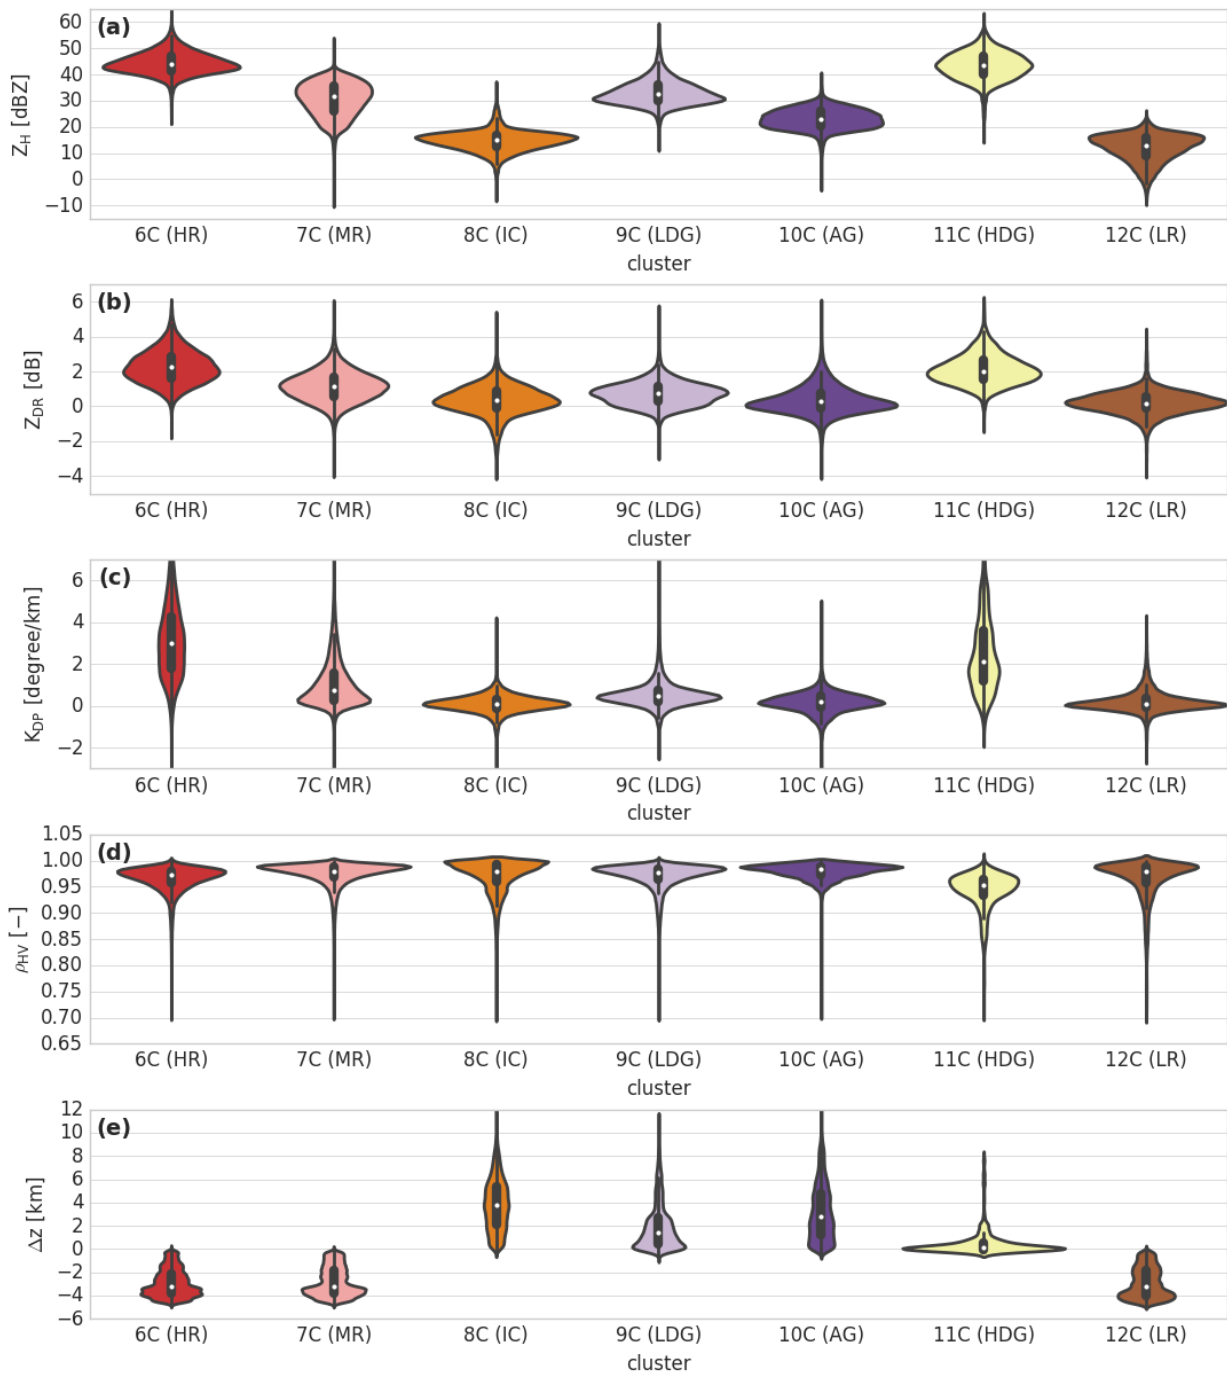 (a)
Z_H [dBZ]
60
50
40
30
20
10
0
−10
6C (HR) 7C (MR) 8C (IC) 9C (LDG) 10C (AG) 11C (HDG) 12C (LR)
cluster
(b)
Z_DR [dB]
6
4
2
0
−2
−4
6C (HR) 7C (MR) 8C (IC) 9C (LDG) 10C (AG) 11C (HDG) 12C (LR)
cluster
(c)
K_DP [degree/km]
6
4
2
0
−2
6C (HR) 7C (MR) 8C (IC) 9C (LDG) 10C (AG) 11C (HDG) 12C (LR)
cluster
(d)
ρ_HV [−]
1.05
1.00
0.95
0.90
0.85
0.80
0.75
0.70
0.65
6C (HR) 7C (MR) 8C (IC) 9C (LDG) 10C (AG) 11C (HDG) 12C (LR)
cluster
(e)
Δz [km]
12
10
8
6
4
2
0
−2
−4
−6
6C (HR) 7C (MR) 8C (IC) 9C (LDG) 10C (AG) 11C (HDG) 12C (LR)
cluster